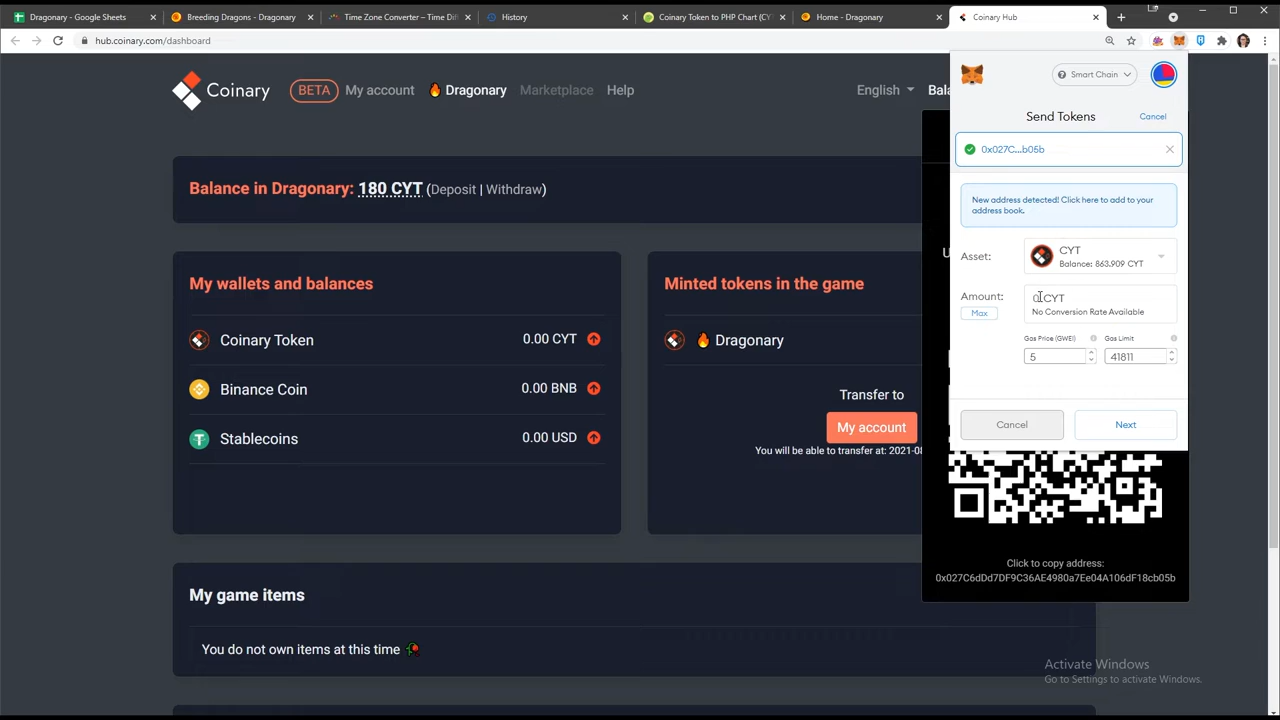 Dragonary - Google Sheets
Breeding Dragons - Dragonary
Time Zone Converter – Time Dif
History
Coinary Token to PHP Chart (CY
Home - Dragonary
Coinary Hub
hub.coinary.com/dashboard
Coinary
BETA
My account
Dragonary
Marketplace
Help
English
Bala
Balance in Dragonary: 180 CYT (Deposit | Withdraw)
My wallets and balances
Coinary Token
0.00 CYT
Binance Coin
0.00 BNB
Stablecoins
0.00 USD
Minted tokens in the game
Dragonary
Transfer to
My account
You will be able to transfer at: 2021-08
My game items
You do not own items at this time
U
Smart Chain
Send Tokens
Cancel
0x027C...b05b
New address detected! Click here to add to your
address book.
Asset:
CYT
Balance: 863.909 CYT
Amount:
Max
0 CYT
No Conversion Rate Available
Gas Price (GWEI)
Gas Limit
5
41811
Cancel
Next
Click to copy address:
0x027C6dDd7DF9C36AE4980a7Ee04A106dF18cb05b
Activate Windows
Go to Settings to activate Windows.